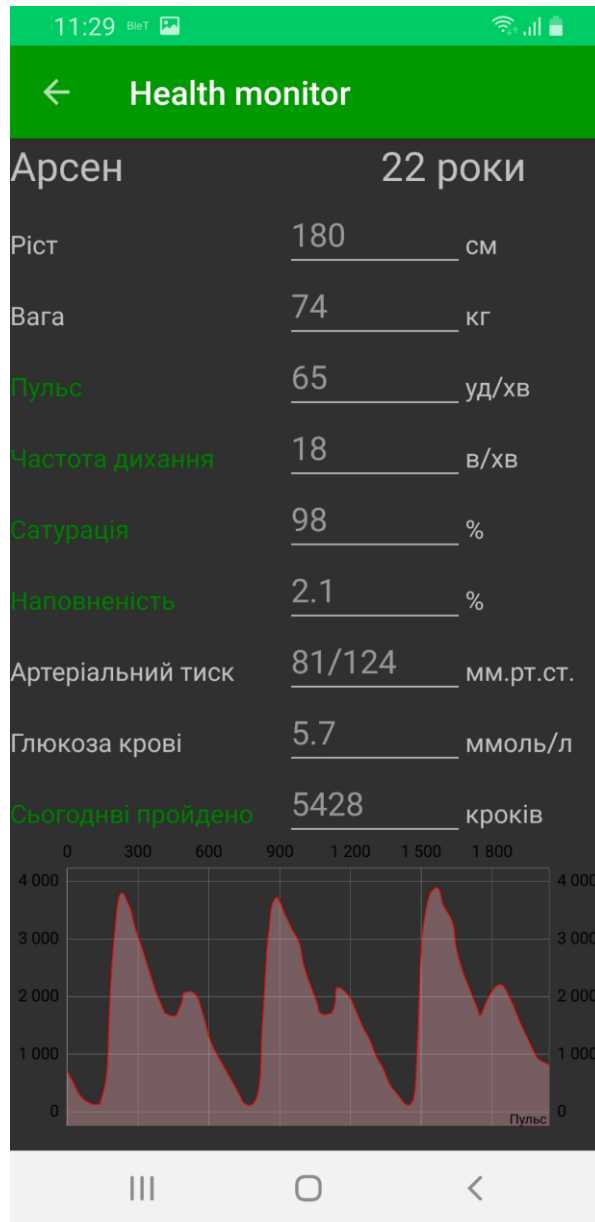 11:29 BIeT
Health monitor
Арсен 22 роки
Ріст 180 см
Вага 74 кг
Пульс 65 уд/хв
Частота дихання 18 в/хв
Сатурація 98 %
Наповненість 2.1 %
Артеріальний тиск 81/124 мм.рт.ст.
Глюкоза крові 5.7 ммоль/л
Сьогоднві пройдено 5428 кроків
0 300 600 900 1 200 1 500 1 800
4 000 4 000
3 000 3 000
2 000 2 000
1 000 1 000
0 Пульс 0